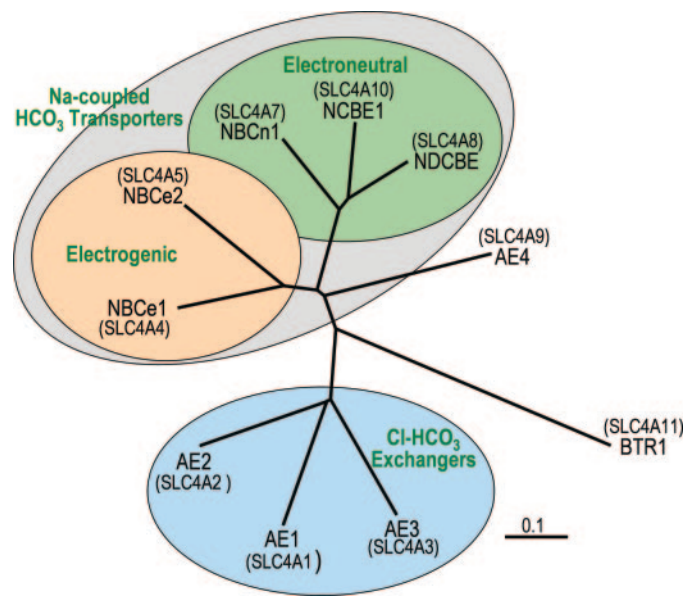 Electroneutral
Na-coupled
HCO3 Transporters
(SLC4A10)
NCBE1
(SLC4A7)
NBCn1
(SLC4A8)
NDCBE
(SLC4A5)
NBCe2
Electrogenic
(SLC4A9)
AE4
NBCe1
(SLC4A4)
(SLC4A11)
BTR1
Cl-HCO3
Exchangers
AE2
(SLC4A2 )
AE1
(SLC4A1 )
AE3
(SLC4A3)
0.1